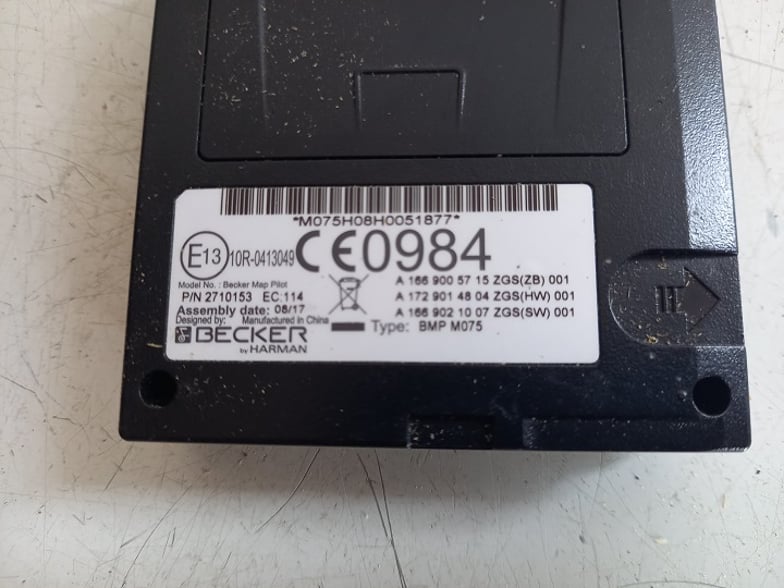 *M075H08H0051877*
E13 10R-0413049 CE0984
Model No. : Becker Map Pilot
P/N 2710153 EC:114
Assembly date: 08/17
Designed by: Manufactured in China
BECKER
by HARMAN
A 166 900 57 15 ZGS(ZB) 001
A 172 901 48 04 ZGS(HW) 001
A 166 902 10 07 ZGS(SW) 001
Type: BMP M075